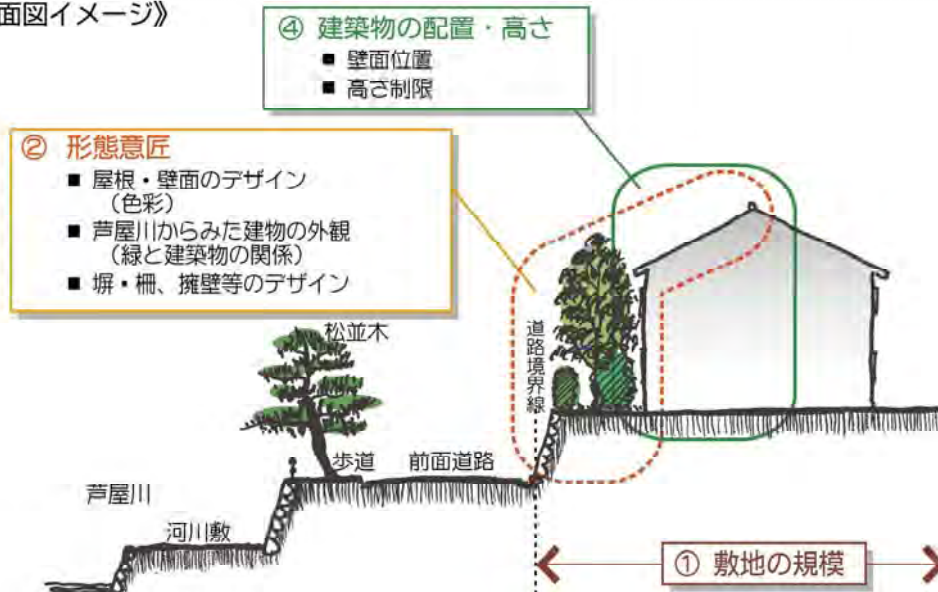 面図イメージ》
④ 建築物の配置・高さ
■ 壁面位置
■ 高さ制限
② 形態意匠
■ 屋根・壁面のデザイン
（色彩）
■ 芦屋川からみた建物の外観
（緑と建築物の関係）
■ 塀・柵、擁壁等のデザイン
松並木
道路境界線
歩道
前面道路
芦屋川
河川敷
① 敷地の規模